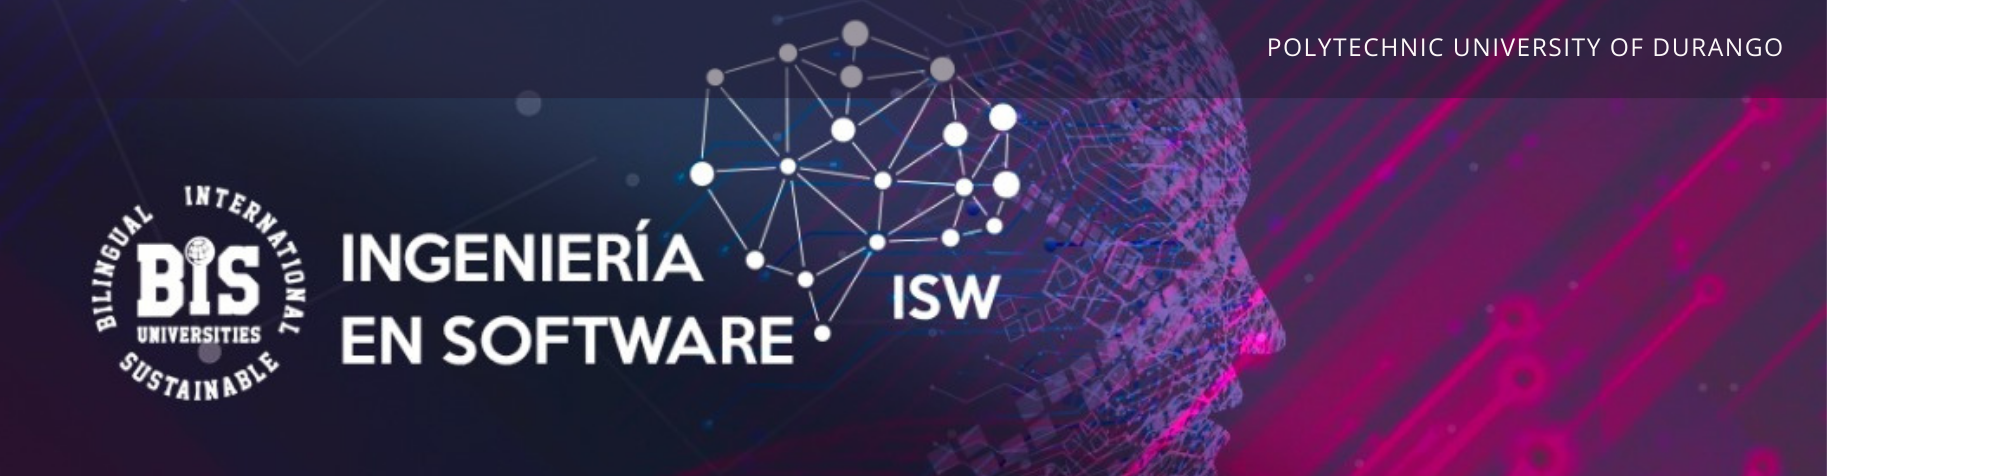 POLYTECHNIC UNIVERSITY OF DURANGO
BILINGUAL INTERNATIONAL
BIS
UNIVERSITIES
SUSTAINABLE
INGENIERÍA
EN SOFTWARE
ISW